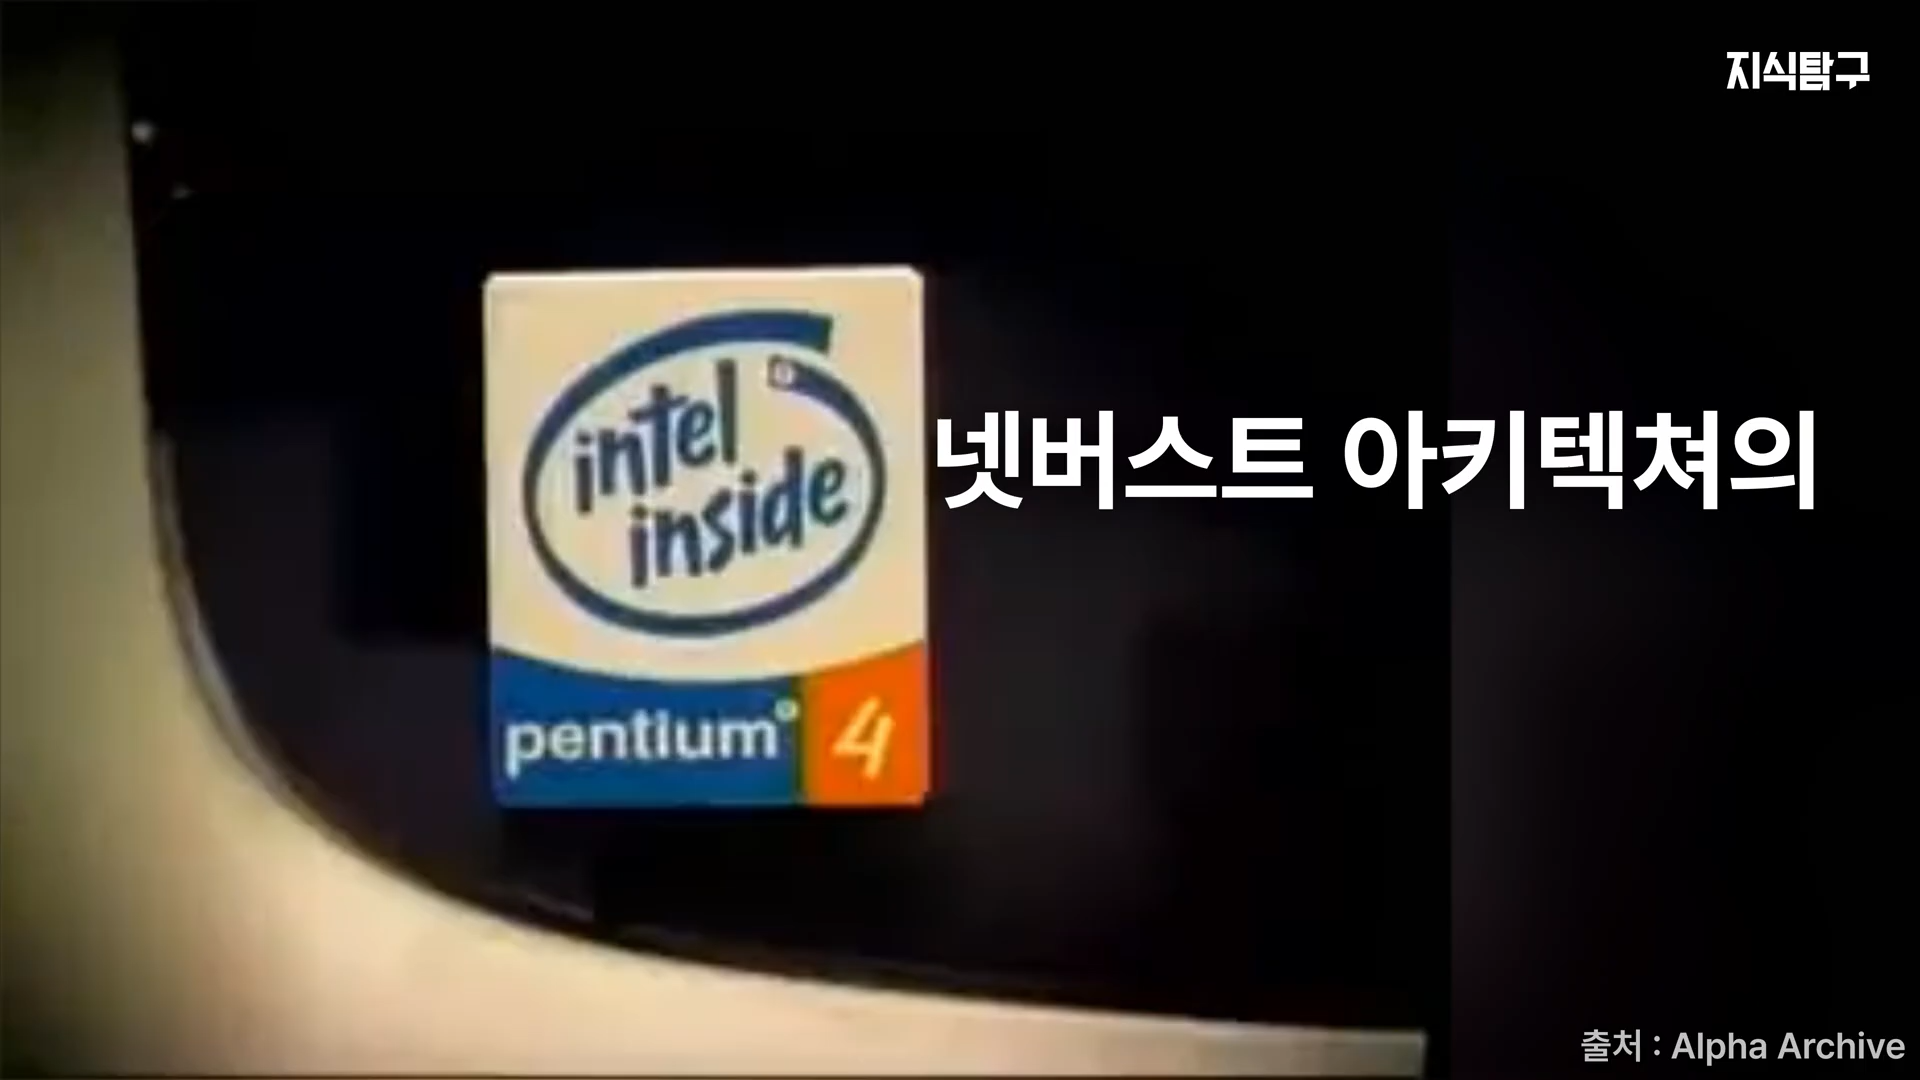 지식탐구
intel
inside
넷버스트 아키텍쳐의
pentium® 4
출처 : Alpha Archive